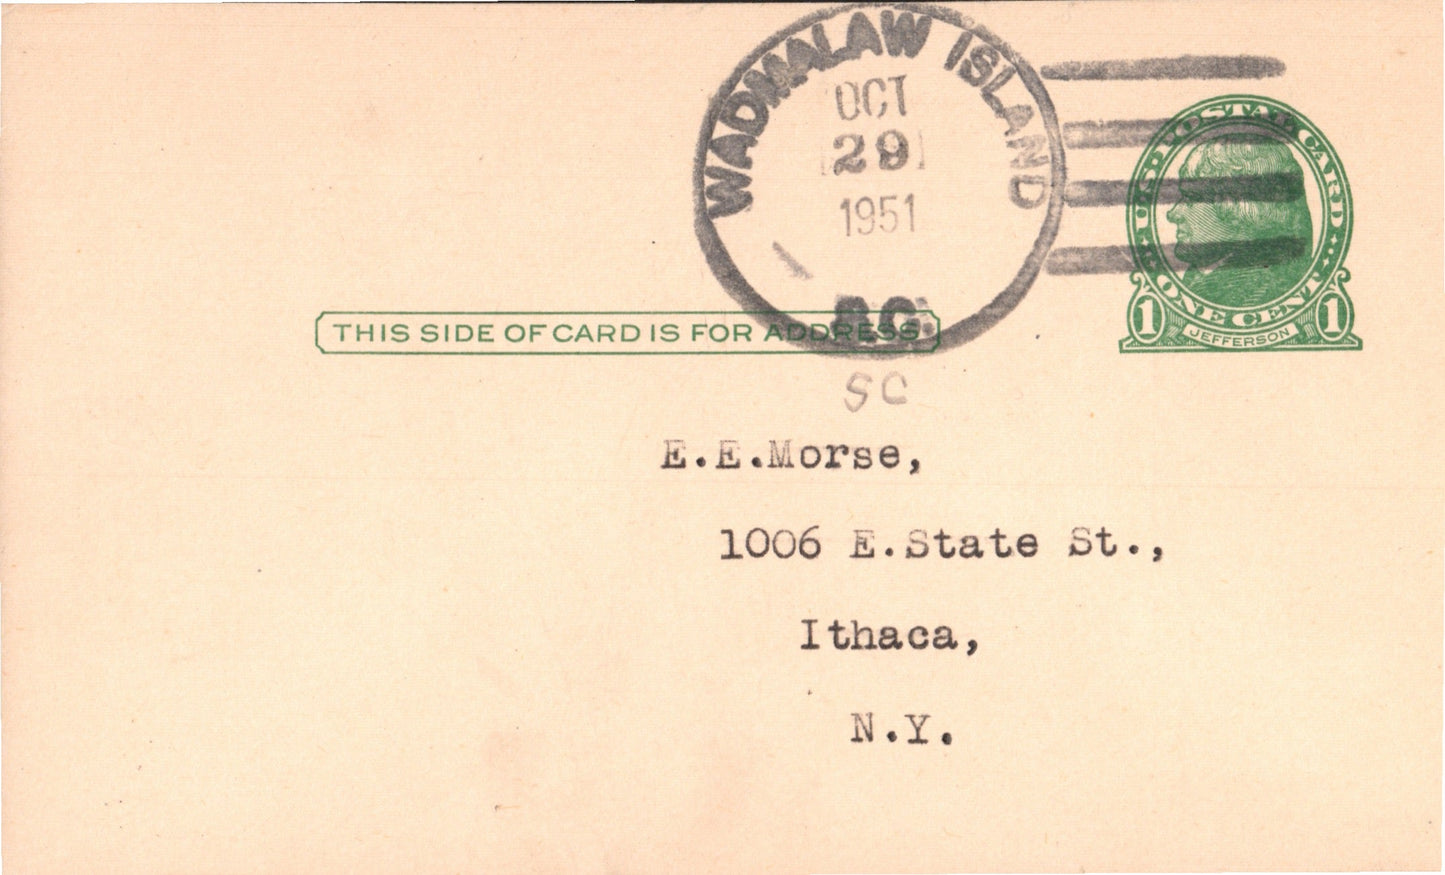 WADMALAW ISLAND
OCT
29
1951
S.C.
U.S. POSTAL CARD
ONE CENT
1 JEFFERSON 1
THIS SIDE OF CARD IS FOR ADDRESS
SC
E.E.Morse,
1006 E.State St.,
Ithaca,
N.Y.